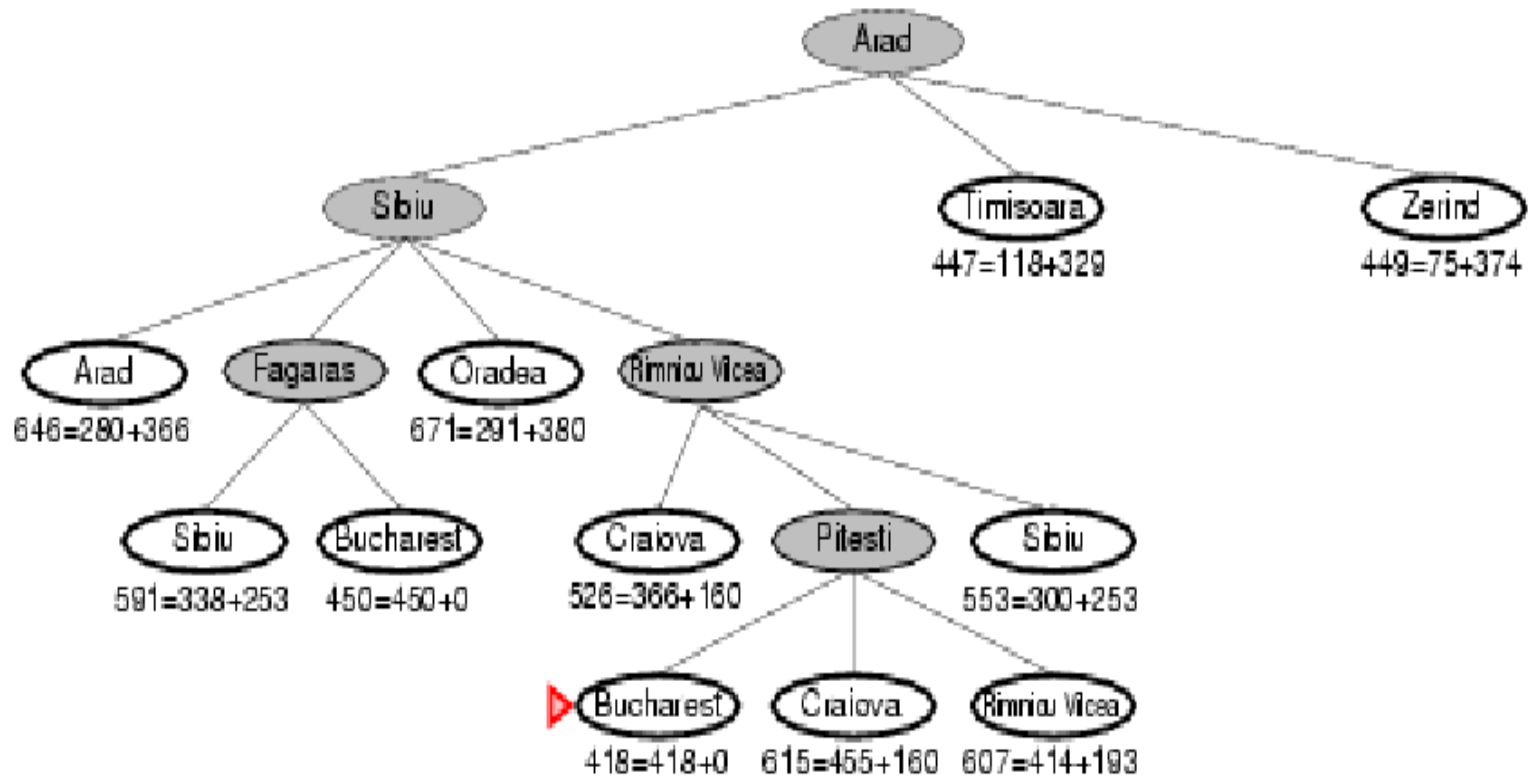 Arad
Sibiu Timisoara Zerind
447=118+329 449=75+374
Arad Fagaras Oradea Rimnicu Vilcea
646=280+366 671=291+380
Sibiu Bucharest Craiova Pitesti Sibiu
591=338+253 450=450+0 526=366+160 553=300+253
Bucharest Craiova Rimnicu Vilcea
418=418+0 615=455+160 607=414+193